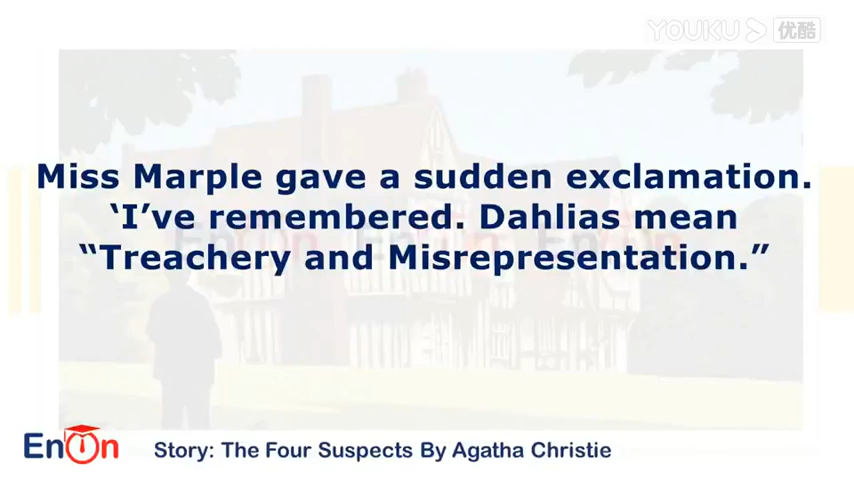 YOUKU 优酷
Miss Marple gave a sudden exclamation.
‘I’ve remembered. Dahlias mean
“Treachery and Misrepresentation.”
EnOn
Story: The Four Suspects By Agatha Christie